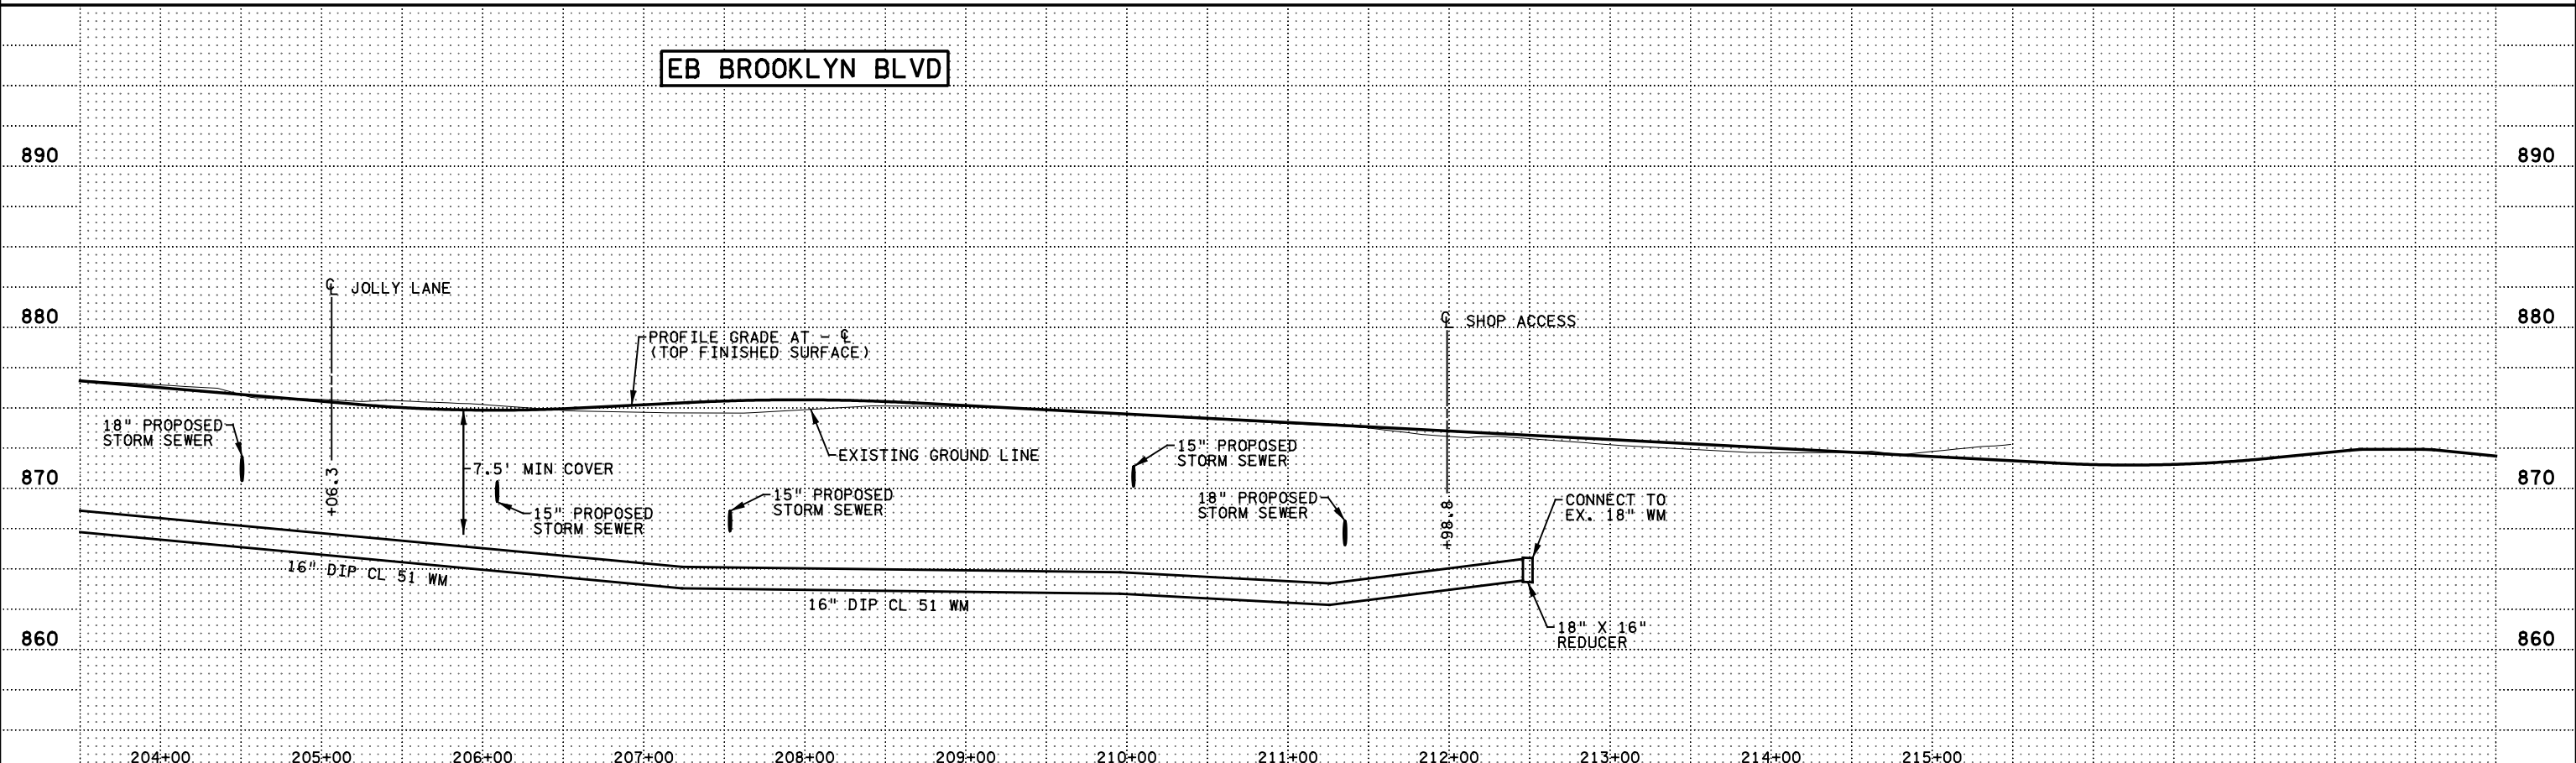 EB BROOKLYN BLVD
890
890
℄ JOLLY LANE
880
℄ SHOP ACCESS
880
PROFILE GRADE AT - ℄
(TOP FINISHED SURFACE)
18" PROPOSED
STORM SEWER
EXISTING GROUND LINE
15" PROPOSED
STORM SEWER
7.5' MIN COVER
870
+06.3
15" PROPOSED
STORM SEWER
15" PROPOSED
STORM SEWER
18" PROPOSED
STORM SEWER
+98.8
CONNECT TO
EX. 18" WM
870
16" DIP CL 51 WM
16" DIP CL 51 WM
18" X 16"
REDUCER
860
860
204+00 205+00 206+00 207+00 208+00 209+00 210+00 211+00 212+00 213+00 214+00 215+00